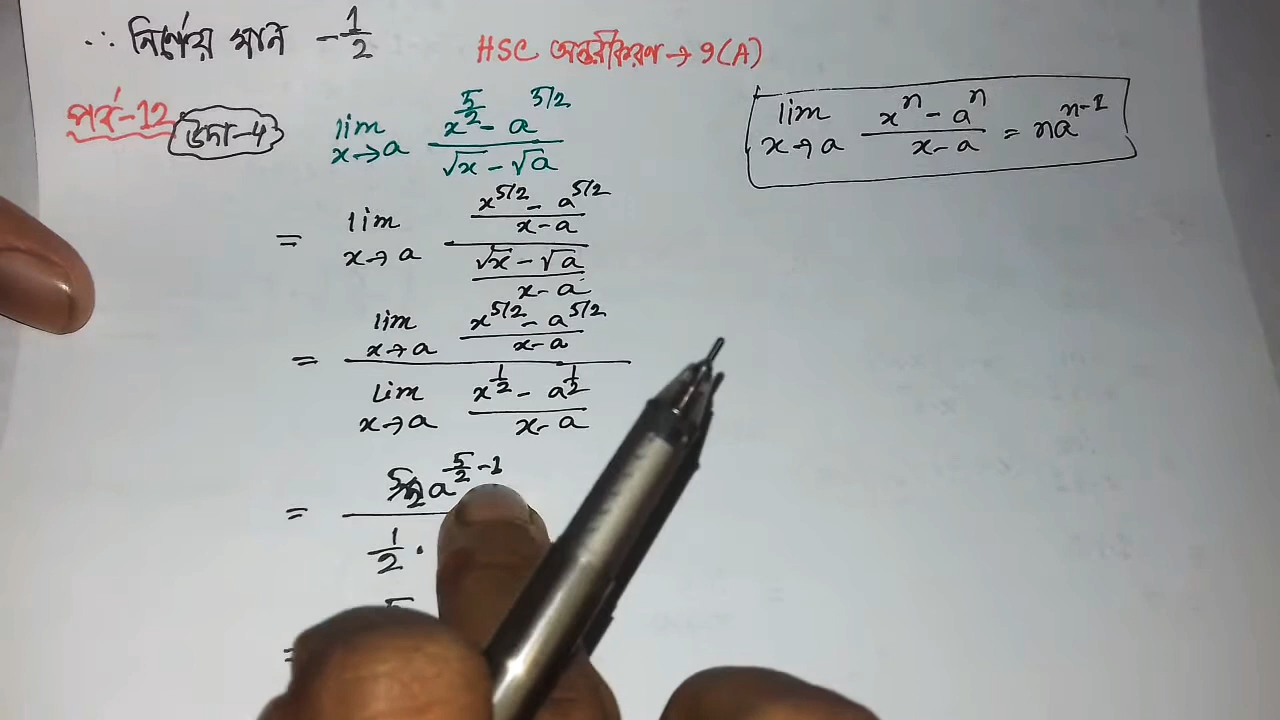 ∴ নির্ণেয় মান -1/2
HSC অন্তরীকরণ → 9(A)
পর্ব-12 উদা-4 lim x→a (x^5/2 - a^5/2)/(√x - √a)
lim x→a (x^n - a^n)/(x-a) = na^n-1
= lim x→a ((x^5/2 - a^5/2)/(x-a))/((√x - √a)/(x-a))
= (lim x→a (x^5/2 - a^5/2)/(x-a))/(lim x→a (x^1/2 - a^1/2)/(x-a))
= (5/2 a^5/2-1)/(1/2 ·
=